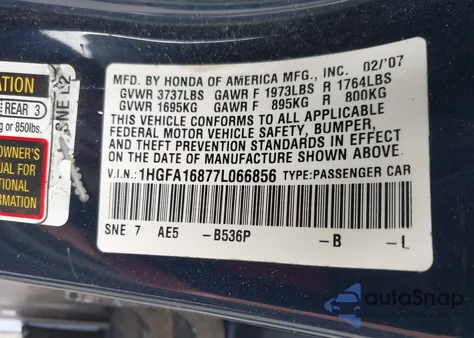 ATION
REAR 3
g or 850lbs.
OWNER'S
UAL FOR
TIONAL
MATION
SNE L2
MFD. BY HONDA OF AMERICA MFG., INC. 02/'07
GVWR 3737LBS GAWR F 1973LBS R 1764LBS
GVWR 1695KG GAWR F 895KG R 800KG
THIS VEHICLE CONFORMS TO ALL APPLICABLE
FEDERAL MOTOR VEHICLE SAFETY, BUMPER,
AND THEFT PREVENTION STANDARDS IN EFFECT
ON THE DATE OF MANUFACTURE SHOWN ABOVE.
V.I.N.: 1HGFA16877L066856 TYPE:PASSENGER CAR
SNE 7 AE5 -B536P -B -L
autoSnap